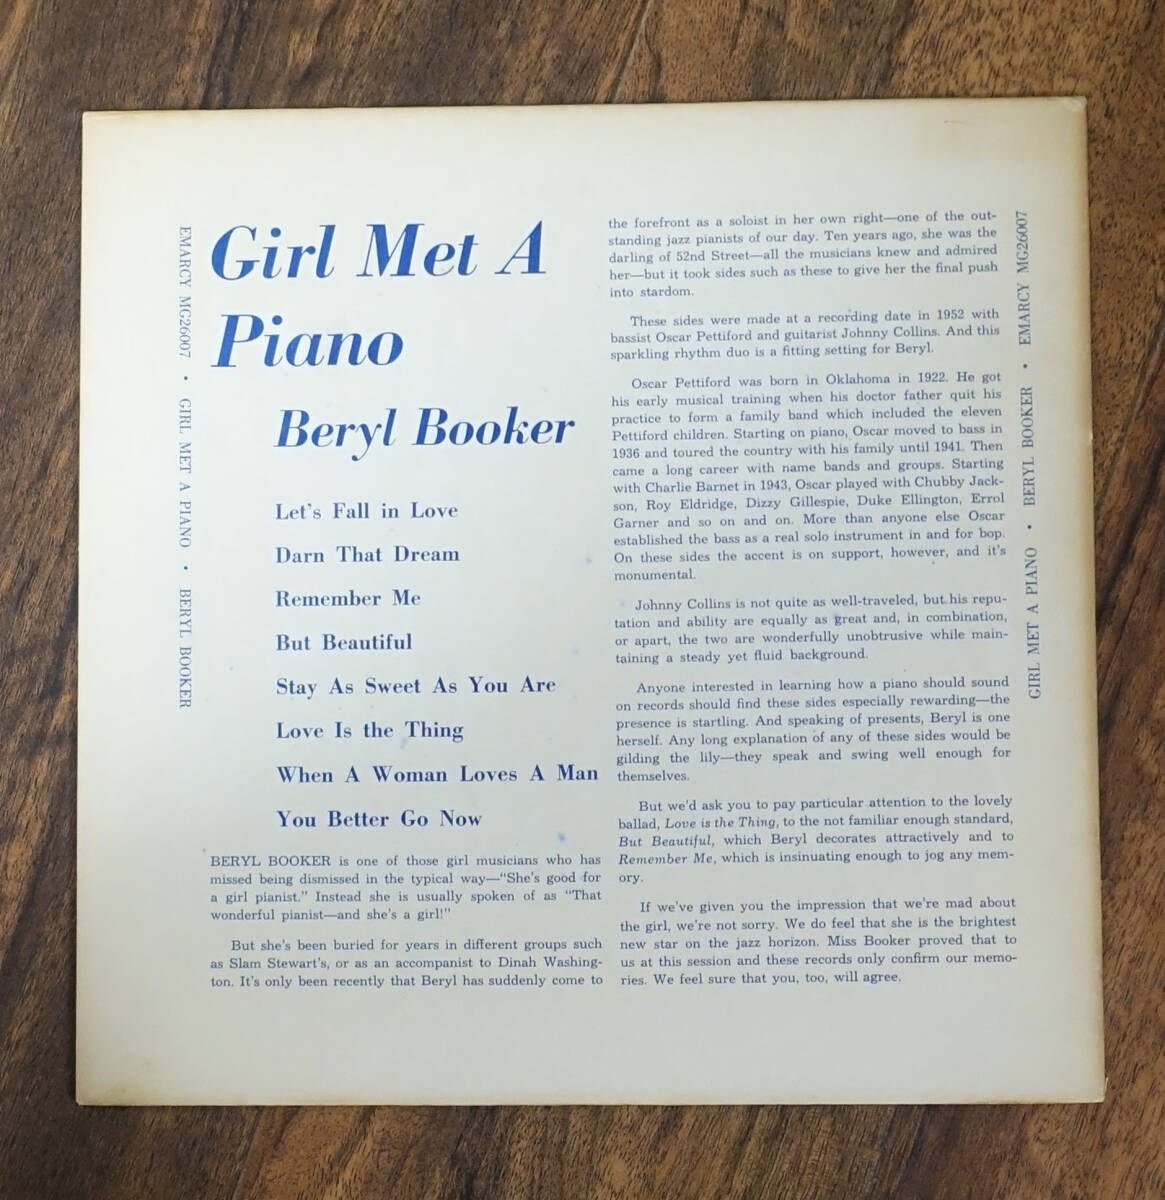 Girl Met A
Piano
Beryl Booker
Let's Fall in Love
Darn That Dream
Remember Me
But Beautiful
Stay As Sweet As You Are
Love Is the Thing
When A Woman Loves A Man
You Better Go Now
BERYL BOOKER is one of those girl musicians who has
missed being dismissed in the typical way—"She's good for
a girl pianist." Instead she is usually spoken of as "That
wonderful pianist—and she's a girl!"
But she's been buried for years in different groups such
as Slam Stewart's, or as an accompanist to Dinah Washing-
ton. It's only been recently that Beryl has suddenly come to
the forefront as a soloist in her own right—one of the out-
standing jazz pianists of our day. Ten years ago, she was the
darling of 52nd Street—all the musicians knew and admired
her—but it took sides such as these to give her the final push
into stardom.
These sides were made at a recording date in 1952 with
bassist Oscar Pettiford and guitarist Johnny Collins. And this
sparkling rhythm duo is a fitting setting for Beryl.
Oscar Pettiford was born in Oklahoma in 1922. He got
his early musical training when his doctor father quit his
practice to form a family band which included the eleven
Pettiford children. Starting on piano, Oscar moved to bass in
1936 and toured the country with his family until 1941. Then
came a long career with name bands and groups. Starting
with Charlie Barnet in 1943, Oscar played with Chubby Jack-
son, Roy Eldridge, Dizzy Gillespie, Duke Ellington, Errol
Garner and so on and on. More than anyone else Oscar
established the bass as a real solo instrument in and for bop.
On these sides the accent is on support, however, and it's
monumental.
Johnny Collins is not quite as well-traveled, but his repu-
tation and ability are equally as great and, in combination,
or apart, the two are wonderfully unobtrusive while main-
taining a steady yet fluid background.
Anyone interested in learning how a piano should sound
on records should find these sides especially rewarding—the
presence is startling. And speaking of presents, Beryl is one
herself. Any long explanation of any of these sides would be
gilding the lily—they speak and swing well enough for
themselves.
But we'd ask you to pay particular attention to the lovely
ballad, Love is the Thing, to the not familiar enough standard,
But Beautiful, which Beryl decorates attractively and to
Remember Me, which is insinuating enough to jog any mem-
ory.
If we've given you the impression that we're mad about
the girl, we're not sorry. We do feel that she is the brightest
new star on the jazz horizon. Miss Booker proved that to
us at this session and these records only confirm our memo-
ries. We feel sure that you, too, will agree.
EMARCY MG26007 • GIRL MET A PIANO • BERYL BOOKER
GIRL MET A PIANO • BERYL BOOKER • EMARCY MG26007